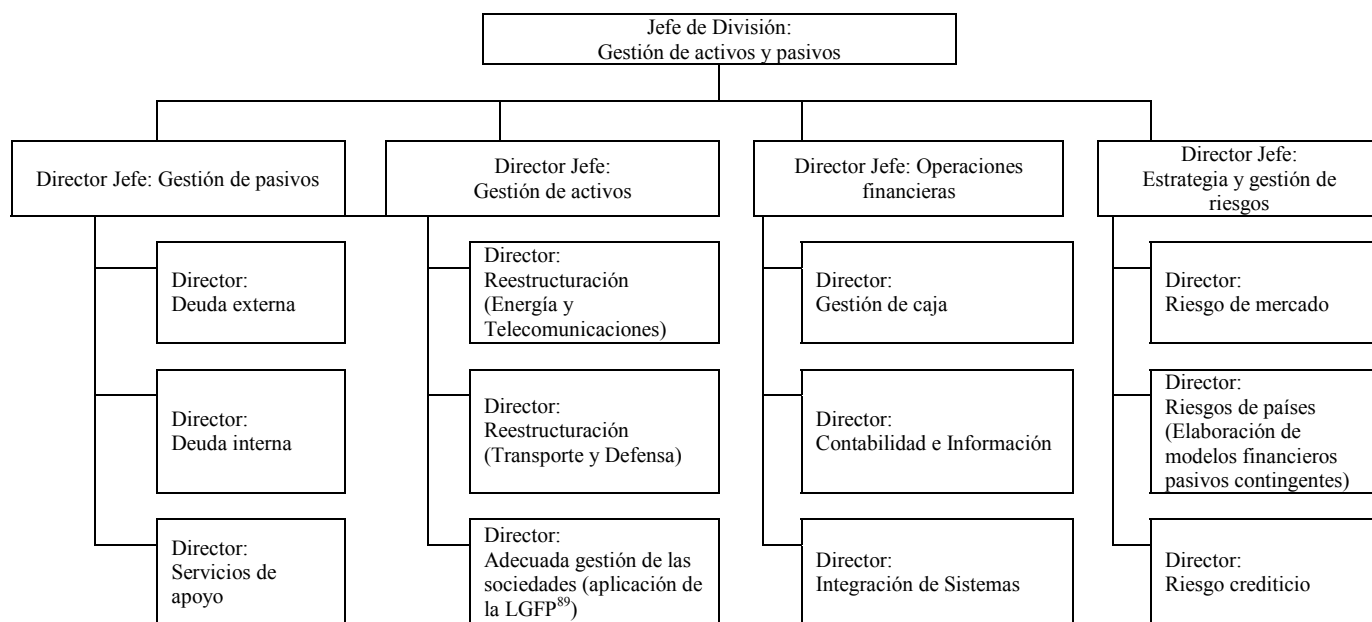 Jefe de División:
Gestión de activos y pasivos
Director Jefe: Gestión de pasivos
Director Jefe:
Gestión de activos
Director Jefe: Operaciones
financieras
Director Jefe:
Estrategia y gestión de
riesgos
Director:
Deuda externa
Director:
Reestructuración
(Energía y
Telecomunicaciones)
Director:
Gestión de caja
Director:
Riesgo de mercado
Director:
Deuda interna
Director:
Reestructuración
(Transporte y Defensa)
Director:
Contabilidad e Información
Director:
Riesgos de países
(Elaboración de
modelos financieros
pasivos contingentes)
Director:
Servicios de
apoyo
Director:
Adecuada gestión de las
sociedades (aplicación de
la LGFP89)
Director:
Integración de Sistemas
Director:
Riesgo crediticio